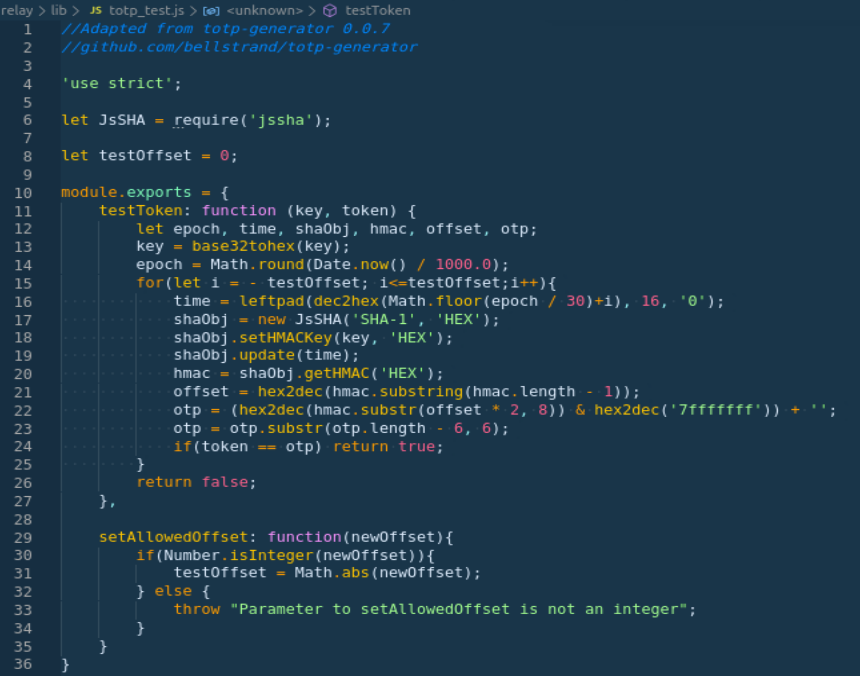 relay > lib > JS totp_test.js > <unknown> > testToken
1 //Adapted from totp-generator 0.0.7
2 //github.com/bellstrand/totp-generator
3
4 'use strict';
5
6 let JsSHA = require('jssha');
7
8 let testOffset = 0;
9
10 module.exports = {
11     testToken: function (key, token) {
12         let epoch, time, shaObj, hmac, offset, otp;
13         key = base32tohex(key);
14         epoch = Math.round(Date.now() / 1000.0);
15         for(let i = - testOffset; i<=testOffset;i++){
16             time = leftpad(dec2hex(Math.floor(epoch / 30)+i), 16, '0');
17             shaObj = new JsSHA('SHA-1', 'HEX');
18             shaObj.setHMACKey(key, 'HEX');
19             shaObj.update(time);
20             hmac = shaObj.getHMAC('HEX');
21             offset = hex2dec(hmac.substring(hmac.length - 1));
22             otp = (hex2dec(hmac.substr(offset * 2, 8)) & hex2dec('7fffffff')) + '';
23             otp = otp.substr(otp.length - 6, 6);
24             if(token == otp) return true;
25         }
26         return false;
27     },
28
29     setAllowedOffset: function(newOffset){
30         if(Number.isInteger(newOffset)){
31             testOffset = Math.abs(newOffset);
32         } else {
33             throw "Parameter to setAllowedOffset is not an integer";
34         }
35     }
36 }